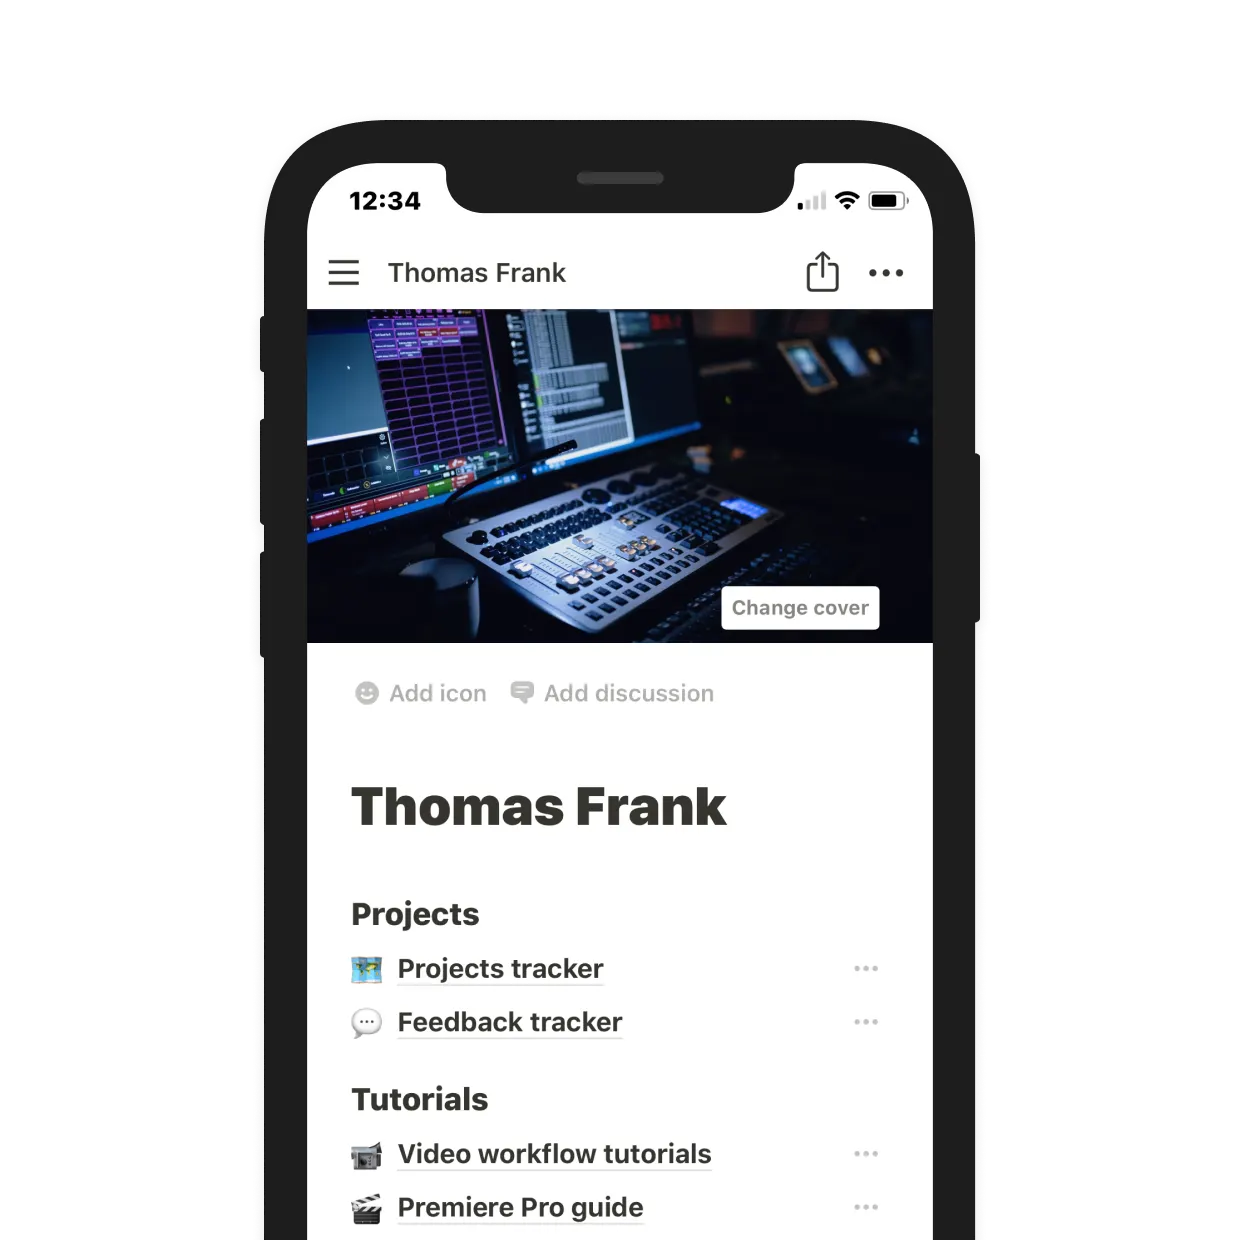 12:34
Thomas Frank
Change cover
Add icon Add discussion
Thomas Frank
Projects
Projects tracker
Feedback tracker
Tutorials
Video workflow tutorials
Premiere Pro guide